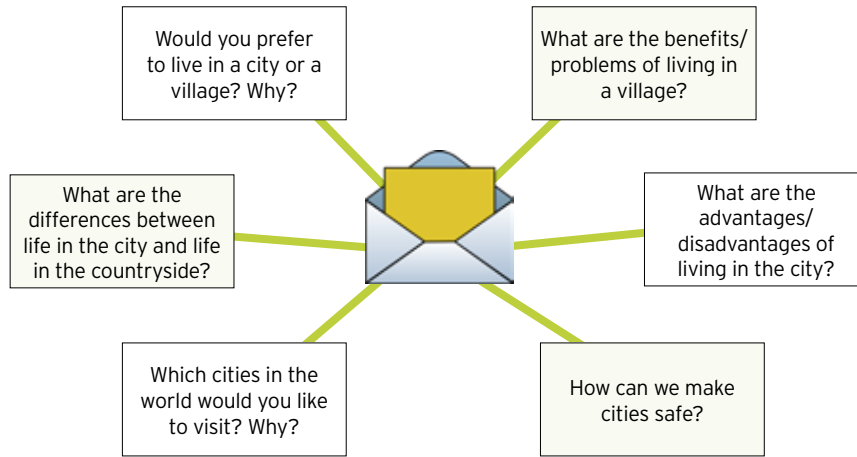 Would you prefer
to live in a city or a
village? Why?
What are the benefits/
problems of living in
a village?
What are the
differences between
life in the city and life
in the countryside?
What are the
advantages/
disadvantages of
living in the city?
Which cities in the
world would you like
to visit? Why?
How can we make
cities safe?